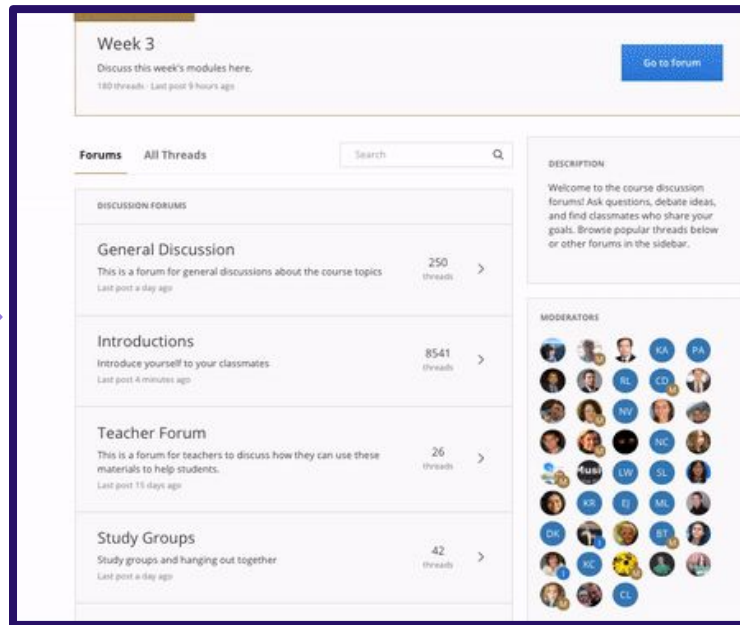 Week 3
Discuss this week's modules here.
180 threads · Last post 9 hours ago
Go to forum
Forums
All Threads
Search
DISCUSSION FORUMS
General Discussion
This is a forum for general discussions about the course topics
Last post a day ago
250
threads
Introductions
Introduce yourself to your classmates
Last post 4 minutes ago
8541
threads
Teacher Forum
This is a forum for teachers to discuss how they can use these
materials to help students.
Last post 15 days ago
26
threads
Study Groups
Study groups and hanging out together
Last post a day ago
42
threads
DESCRIPTION
Welcome to the course discussion
forums! Ask questions, debate ideas,
and find classmates who share your
goals. Browse popular threads below
or other forums in the sidebar.
MODERATORS
M KA PA
RL CD M
M NV
M NC
M Musi LW SL
KR EJ ML
DK I BT M
I KC M
M CL